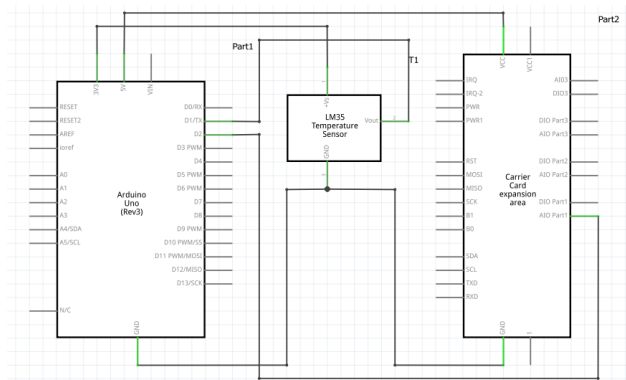 Part2
Part1
T1
3V3
5V
VIN
RESET
RESET2
AREF
ioref
A0
A1
A2
A3
A4/SDA
A5/SCL
N/C
Arduino
Uno
(Rev3)
D0/RX
D1/TX
D2
D3 PWM
D4
D5 PWM
D6 PWM
D7
D8
D9 PWM
D10 PWM/SS
D11 PWM/MOSI
D12/MISO
D13/SCK
GND
+Vs
LM35
Temperature
Sensor
Vout
GND
VCC
VCC1
IRQ
IRQ-2
PWR
PWR1
RST
MOSI
MISO
SCK
B1
B0
SDA
SCL
TXD
RXD
Carrier
Card
expansion
area
AIO3
DIO3
DIO Part3
AIO Part3
DIO Part2
AIO Part2
DIO Part1
AIO Part1
GND
1